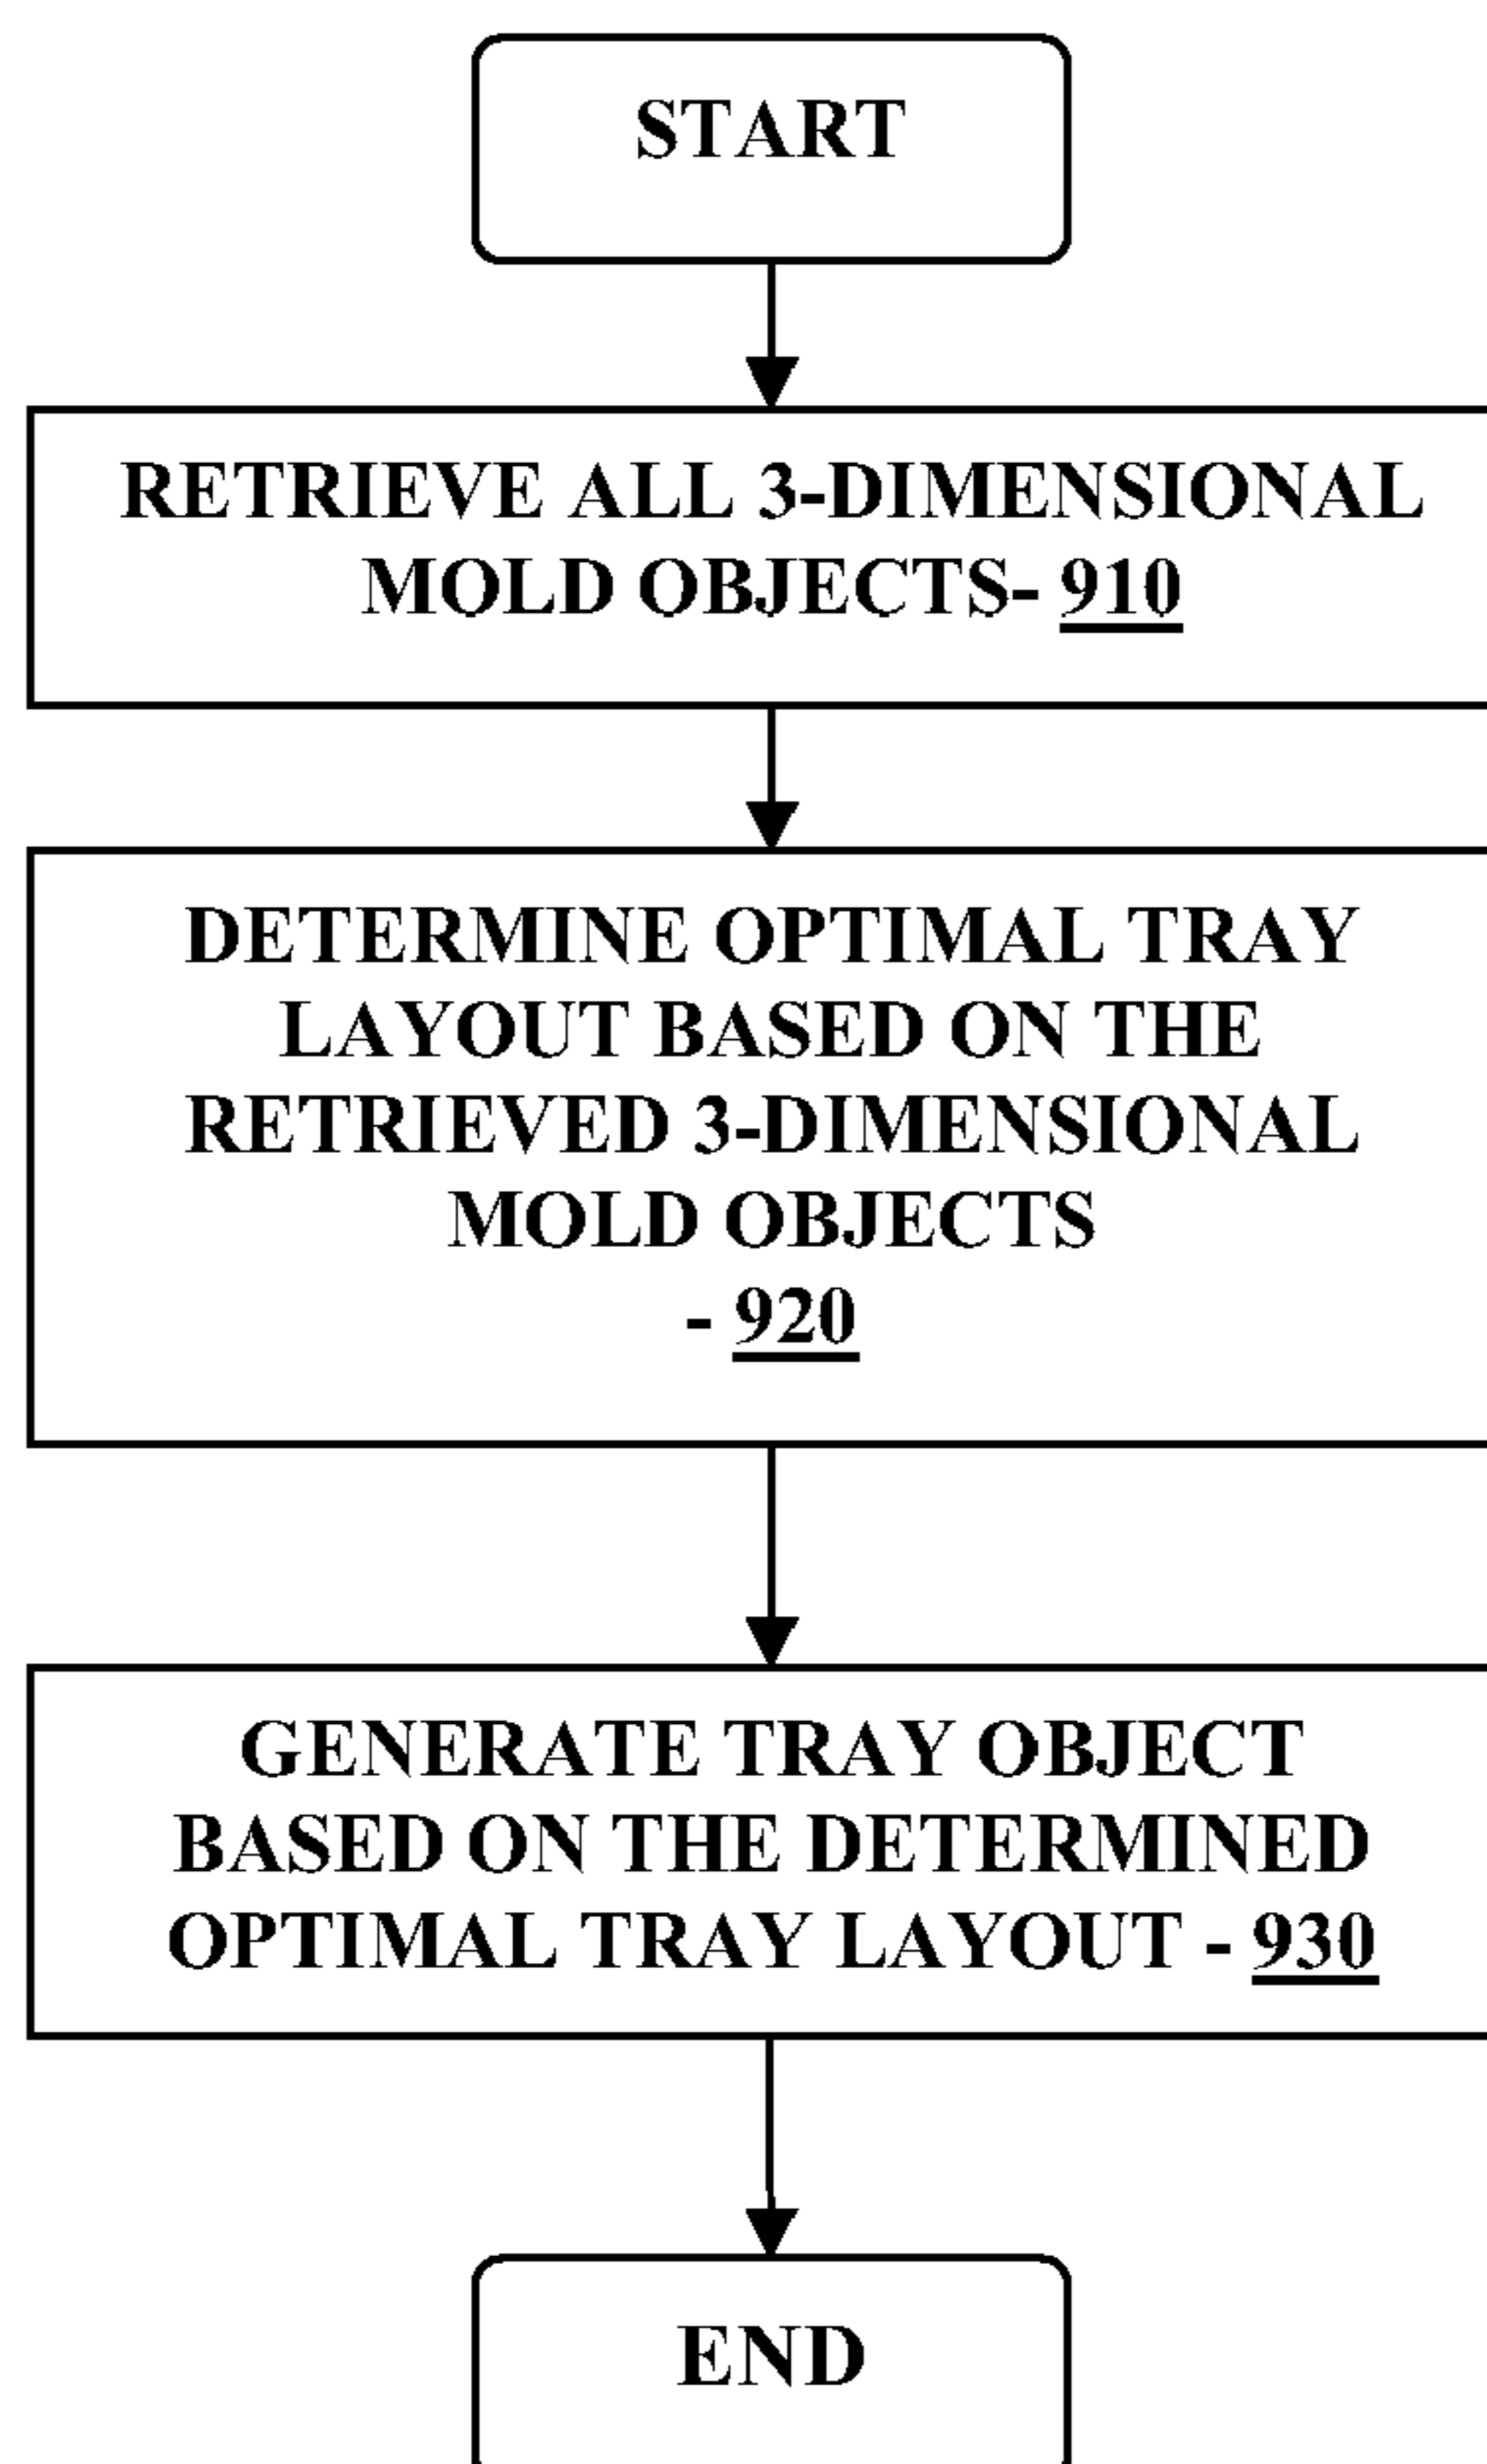 START
RETRIEVE ALL 3-DIMENSIONAL
MOLD OBJECTS- 910
DETERMINE OPTIMAL TRAY
LAYOUT BASED ON THE
RETRIEVED 3-DIMENSIONAL
MOLD OBJECTS
- 920
GENERATE TRAY OBJECT
BASED ON THE DETERMINED
OPTIMAL TRAY LAYOUT - 930
END